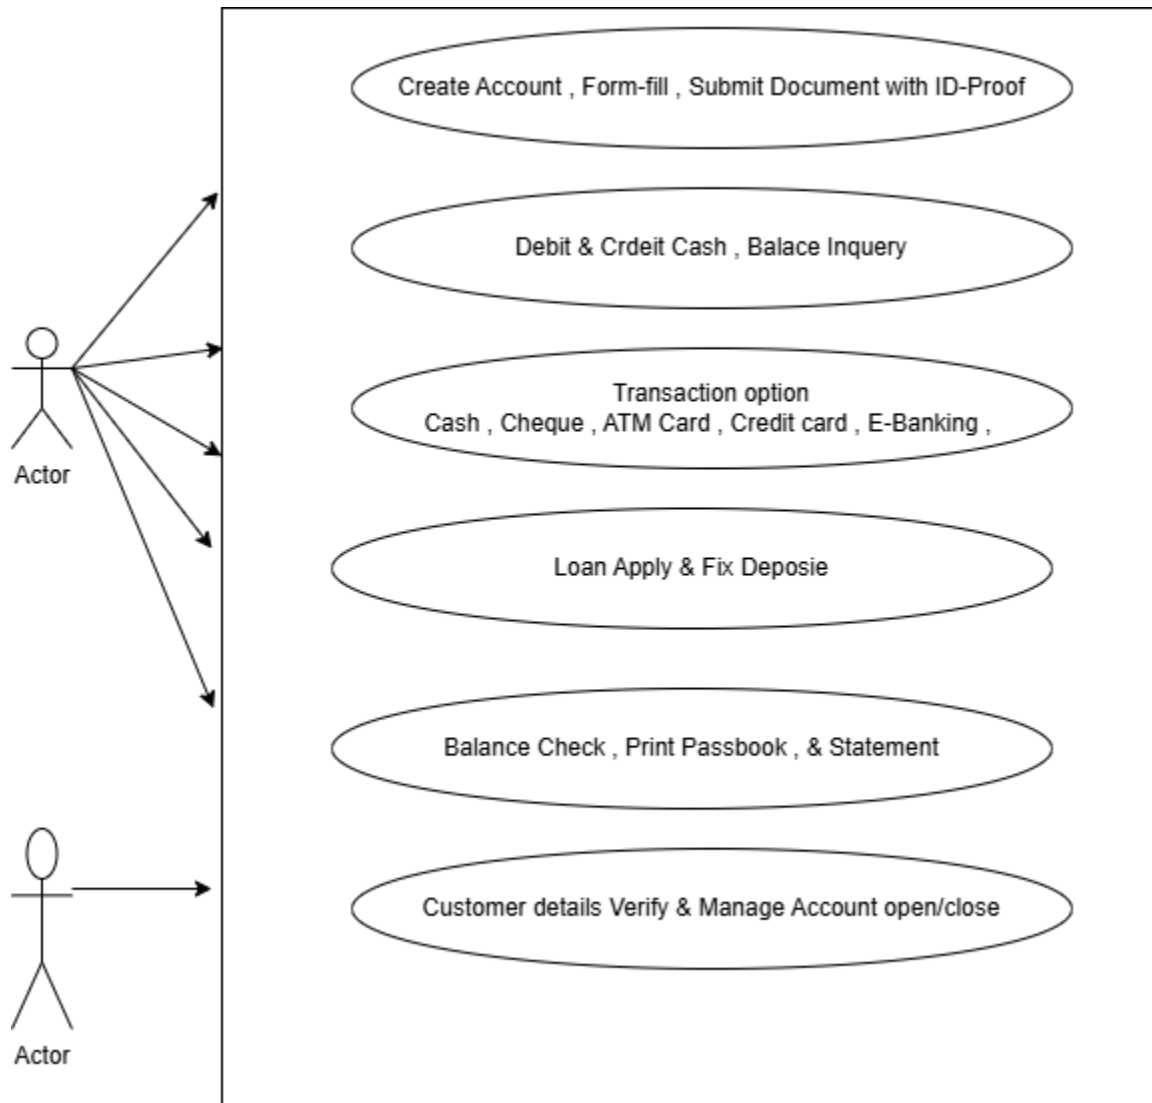 Create Account , Form-fill , Submit Document with ID-Proof
Debit & Crdeit Cash , Balace Inquery
Transaction option
Cash , Cheque , ATM Card , Credit card , E-Banking ,
Actor
Loan Apply & Fix Deposie
Balance Check , Print Passbook , & Statement
Customer details Verify & Manage Account open/close
Actor